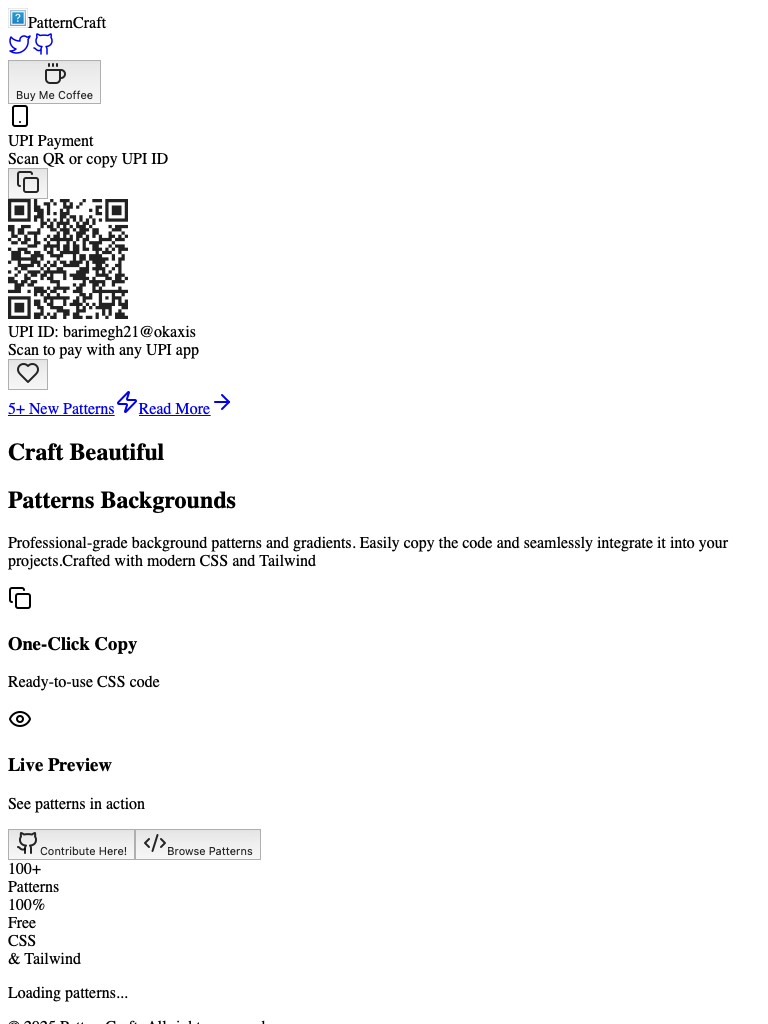 PatternCraft
Buy Me Coffee
UPI Payment
Scan QR or copy UPI ID
UPI ID: barimegh21@okaxis
Scan to pay with any UPI app
5+ New Patterns Read More
Craft Beautiful
Patterns Backgrounds
Professional-grade background patterns and gradients. Easily copy the code and seamlessly integrate it into your
projects.Crafted with modern CSS and Tailwind
One-Click Copy
Ready-to-use CSS code
Live Preview
See patterns in action
Contribute Here! Browse Patterns
100+
Patterns
100%
Free
CSS
& Tailwind
Loading patterns...